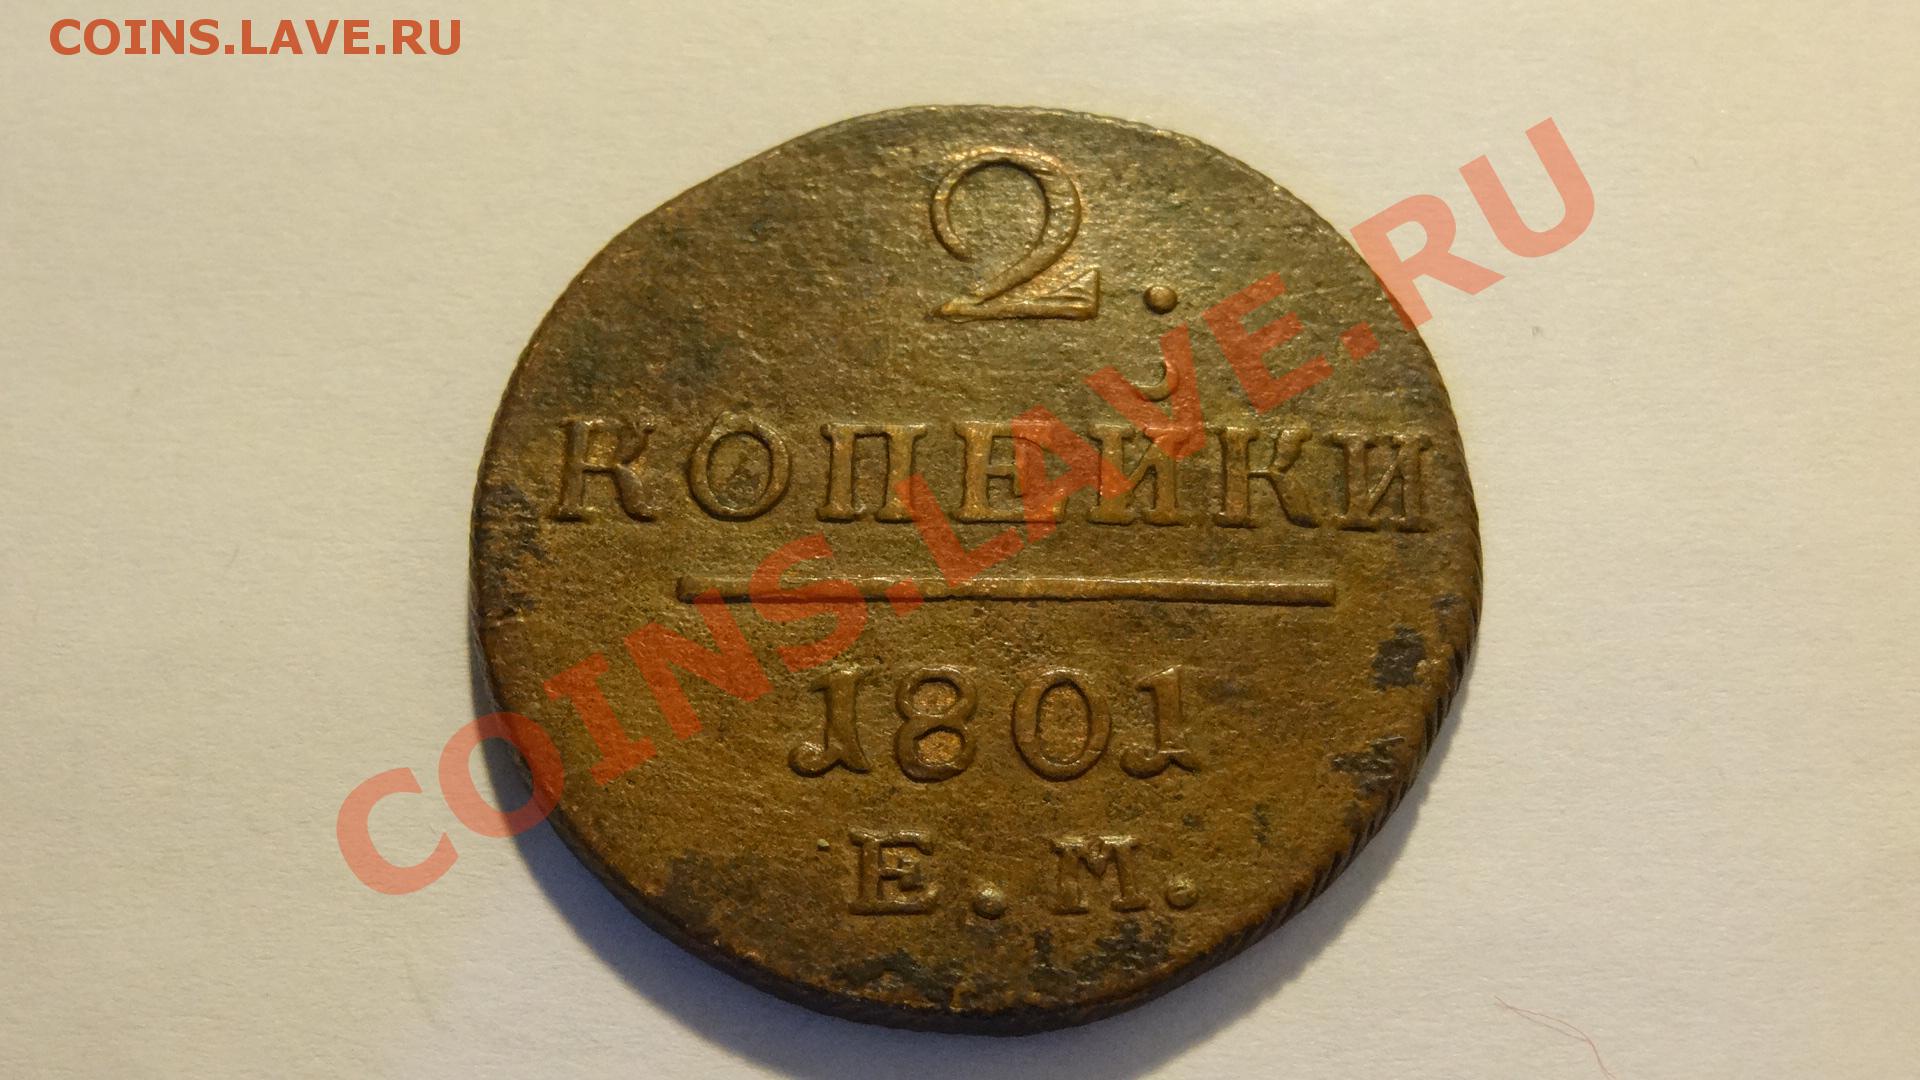 COINS.LAVE.RU
2.
КОПЕЙКИ
1801
Е.М.
COINS.LAVE.RU